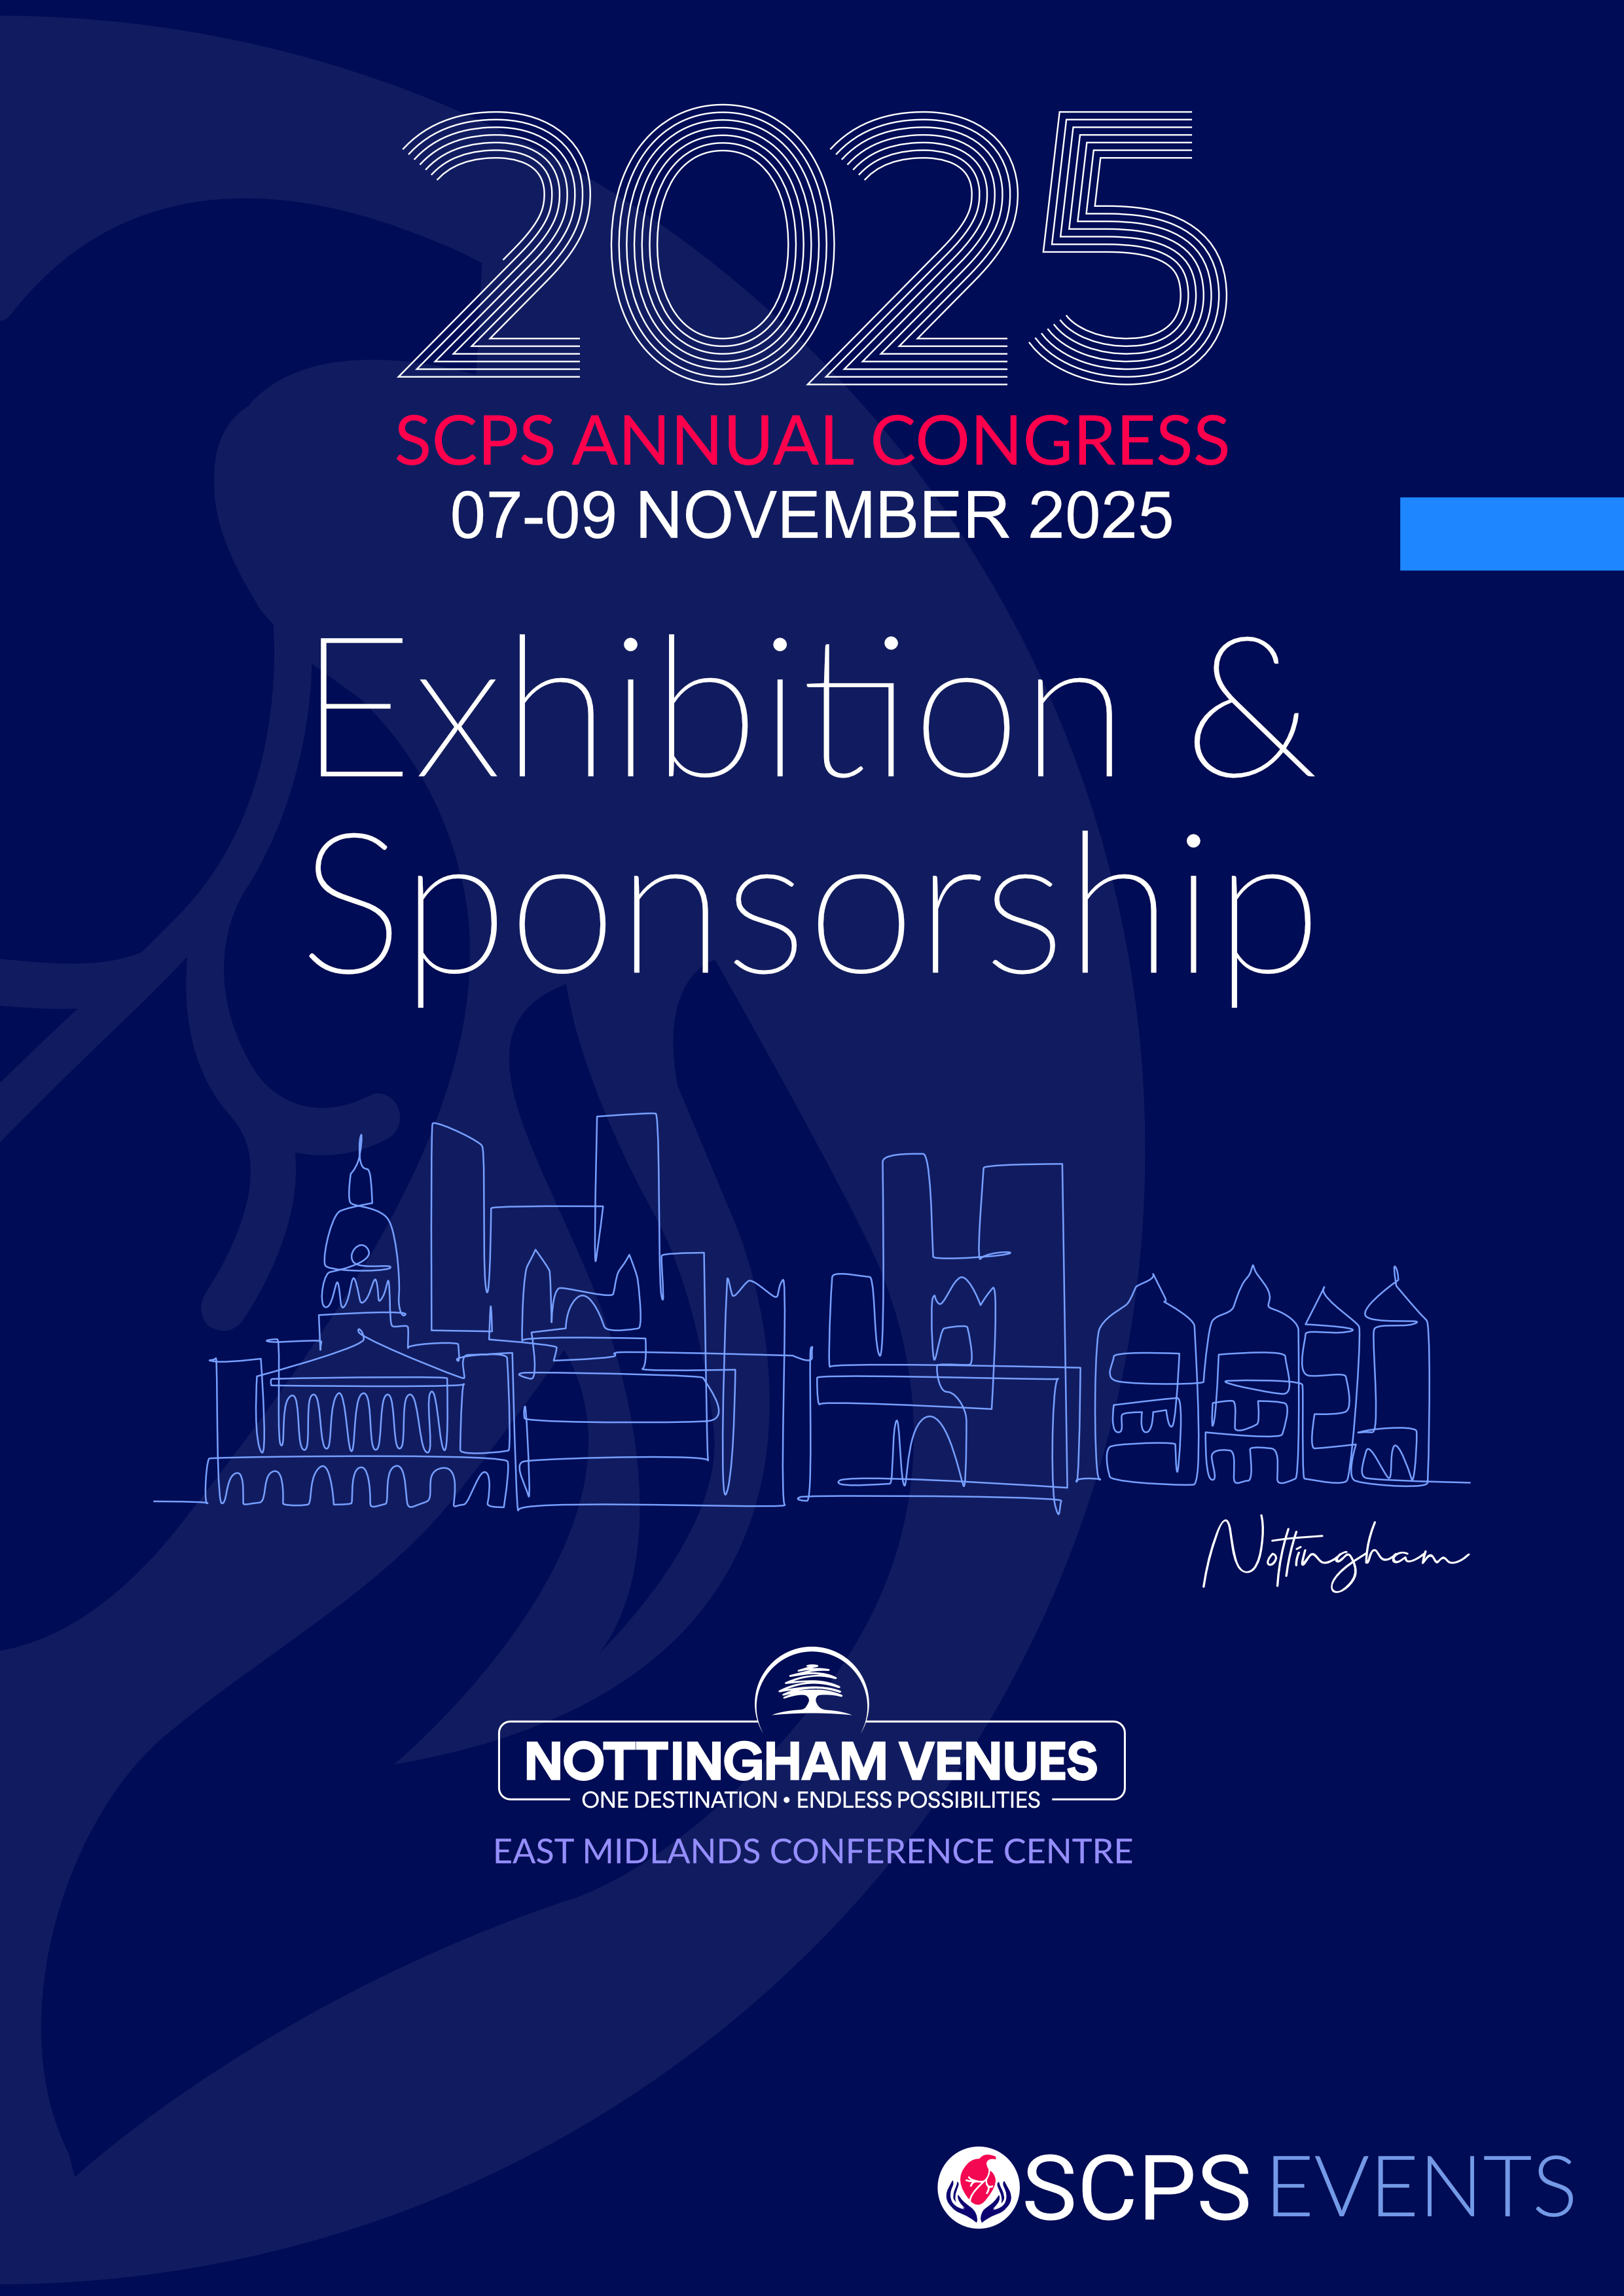 2025
SCPS ANNUAL CONGRESS
07-09 NOVEMBER 2025
Exhibition &
Sponsorship
Nottingham
NOTTINGHAM VENUES
ONE DESTINATION • ENDLESS POSSIBILITIES
EAST MIDLANDS CONFERENCE CENTRE
SCPS EVENTS